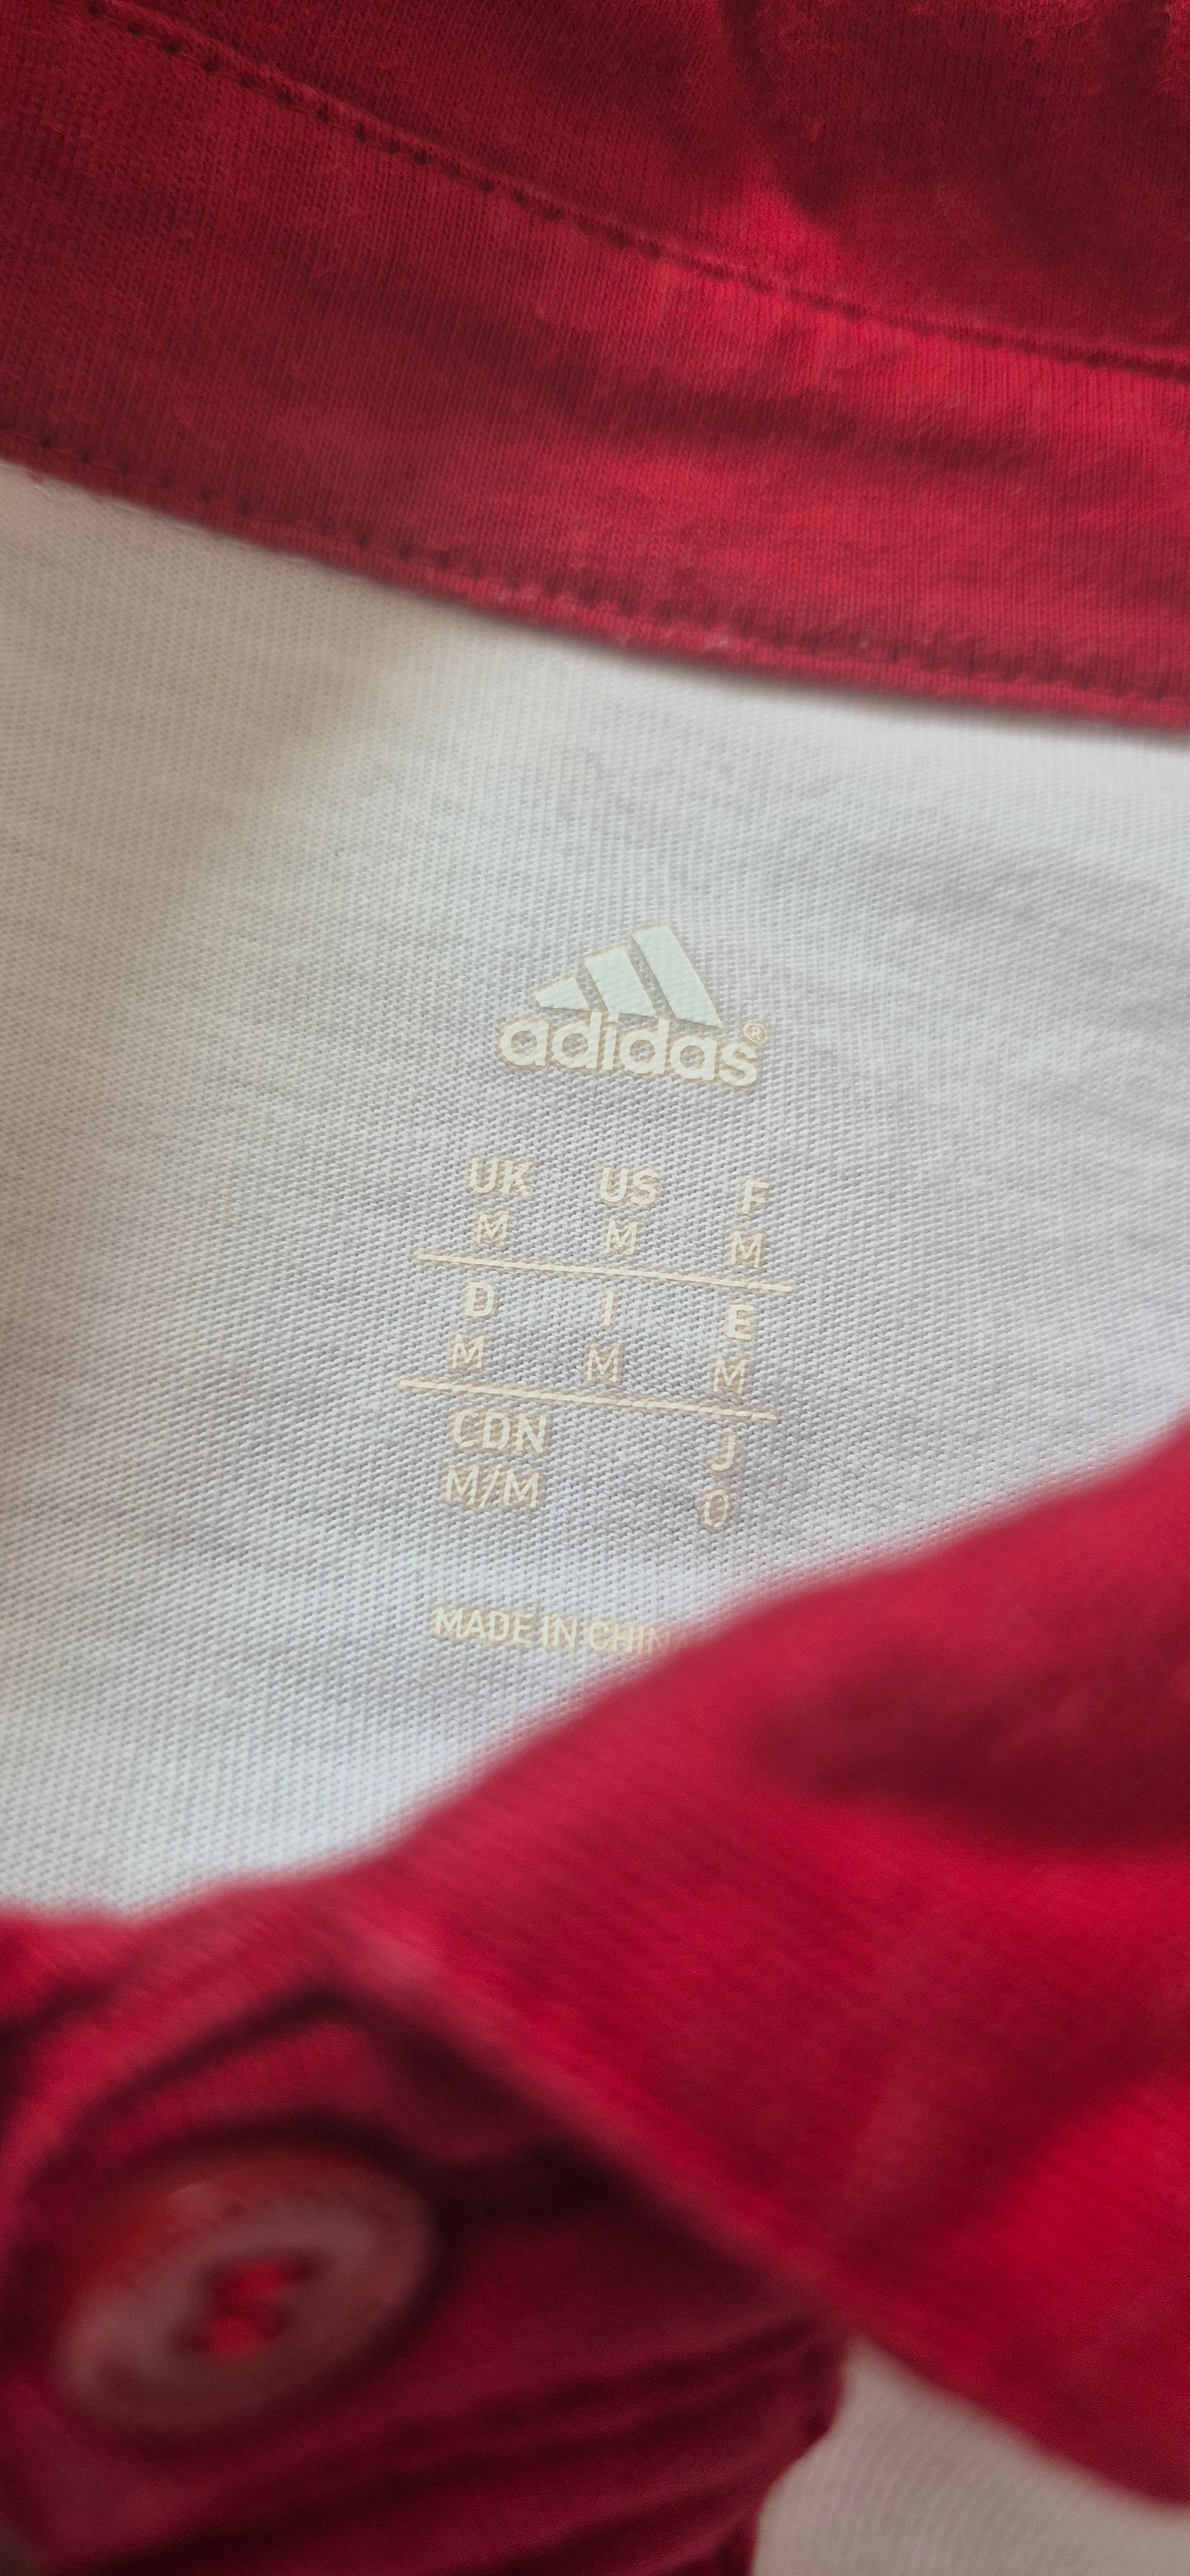 adidas®
UK US F
M M M
D I E
M M M
CDN J
M/M O
MADE IN CHINA